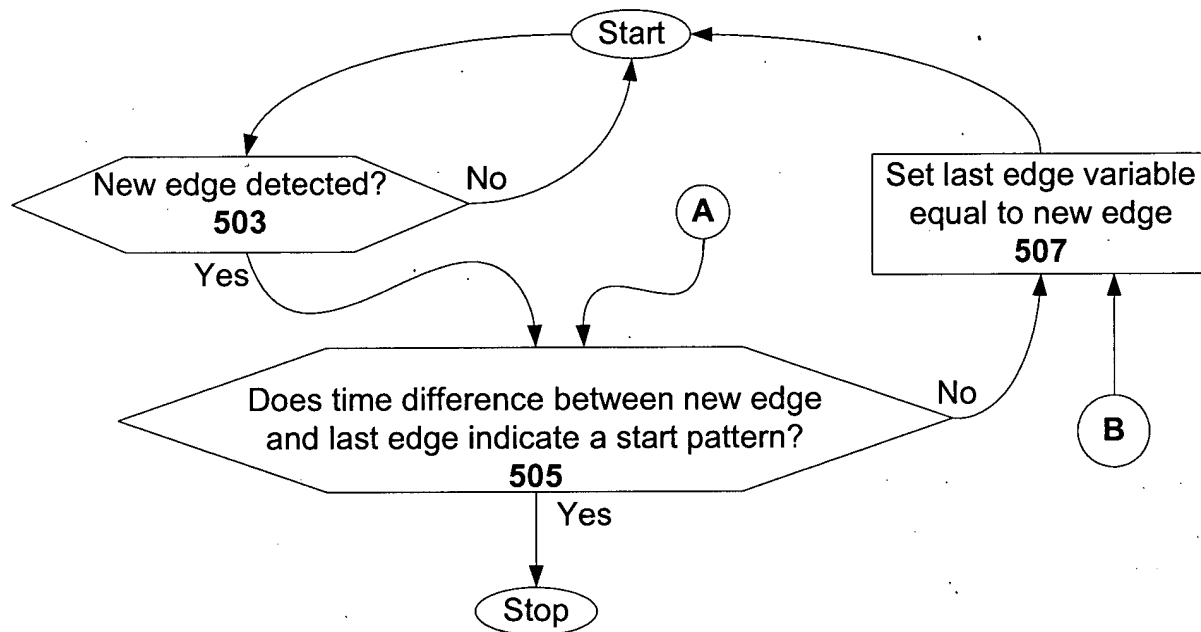 Start
New edge detected?
503
No
Yes
A
Set last edge variable
equal to new edge
507
Does time difference between new edge
and last edge indicate a start pattern?
505
No
B
Yes
Stop